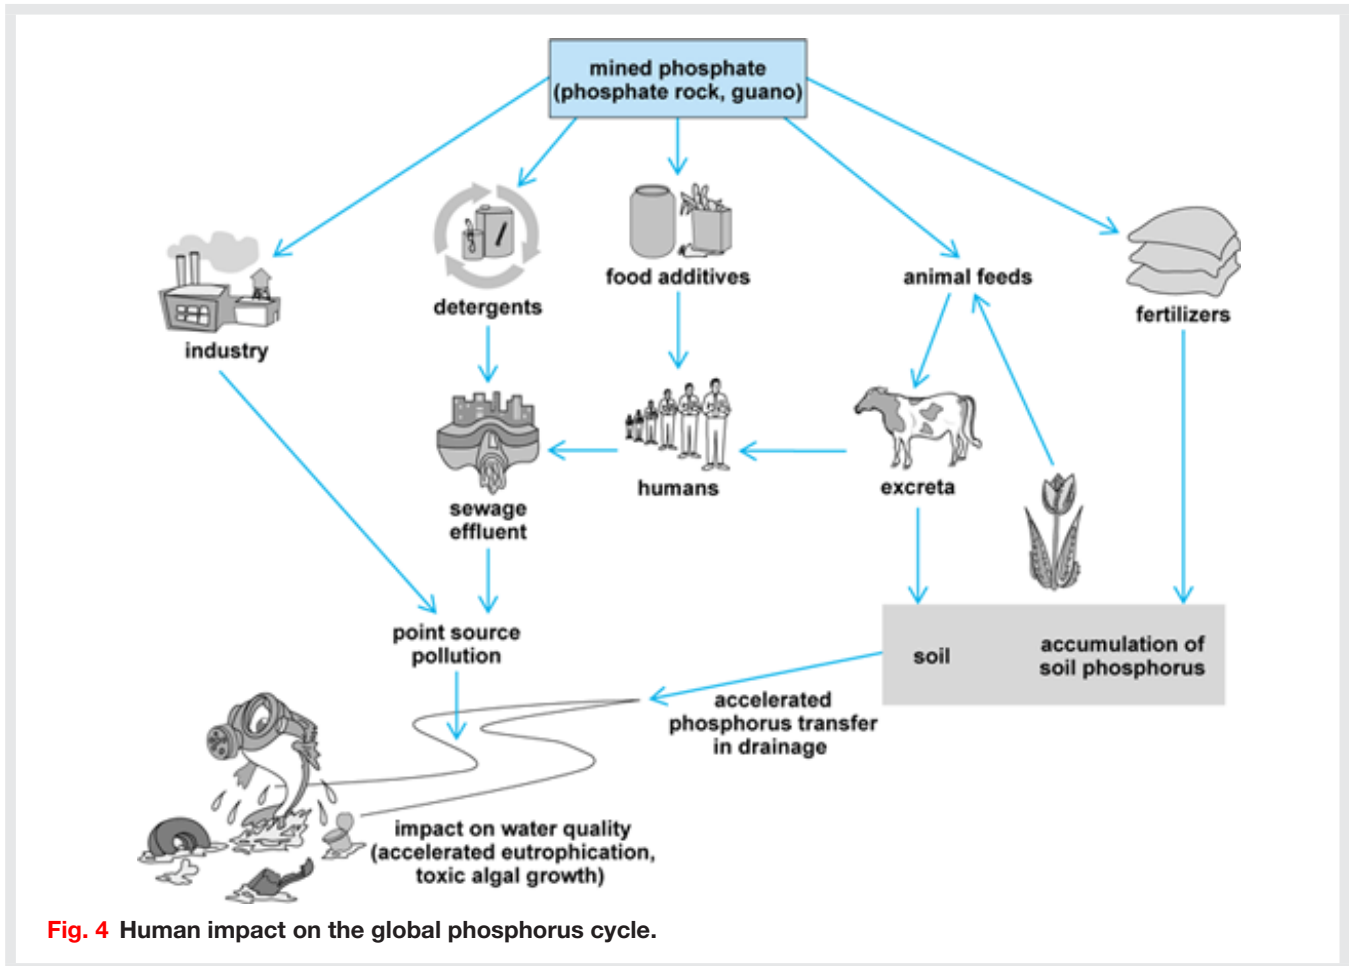 mined phosphate
(phosphate rock, guano)
food additives
animal feeds
detergents
fertilizers
industry
humans
excreta
sewage
effluent
point source
pollution
soil
accumulation of
soil phosphorus
accelerated
phosphorus transfer
in drainage
impact on water quality
(accelerated eutrophication,
toxic algal growth)
Fig. 4 Human impact on the global phosphorus cycle.